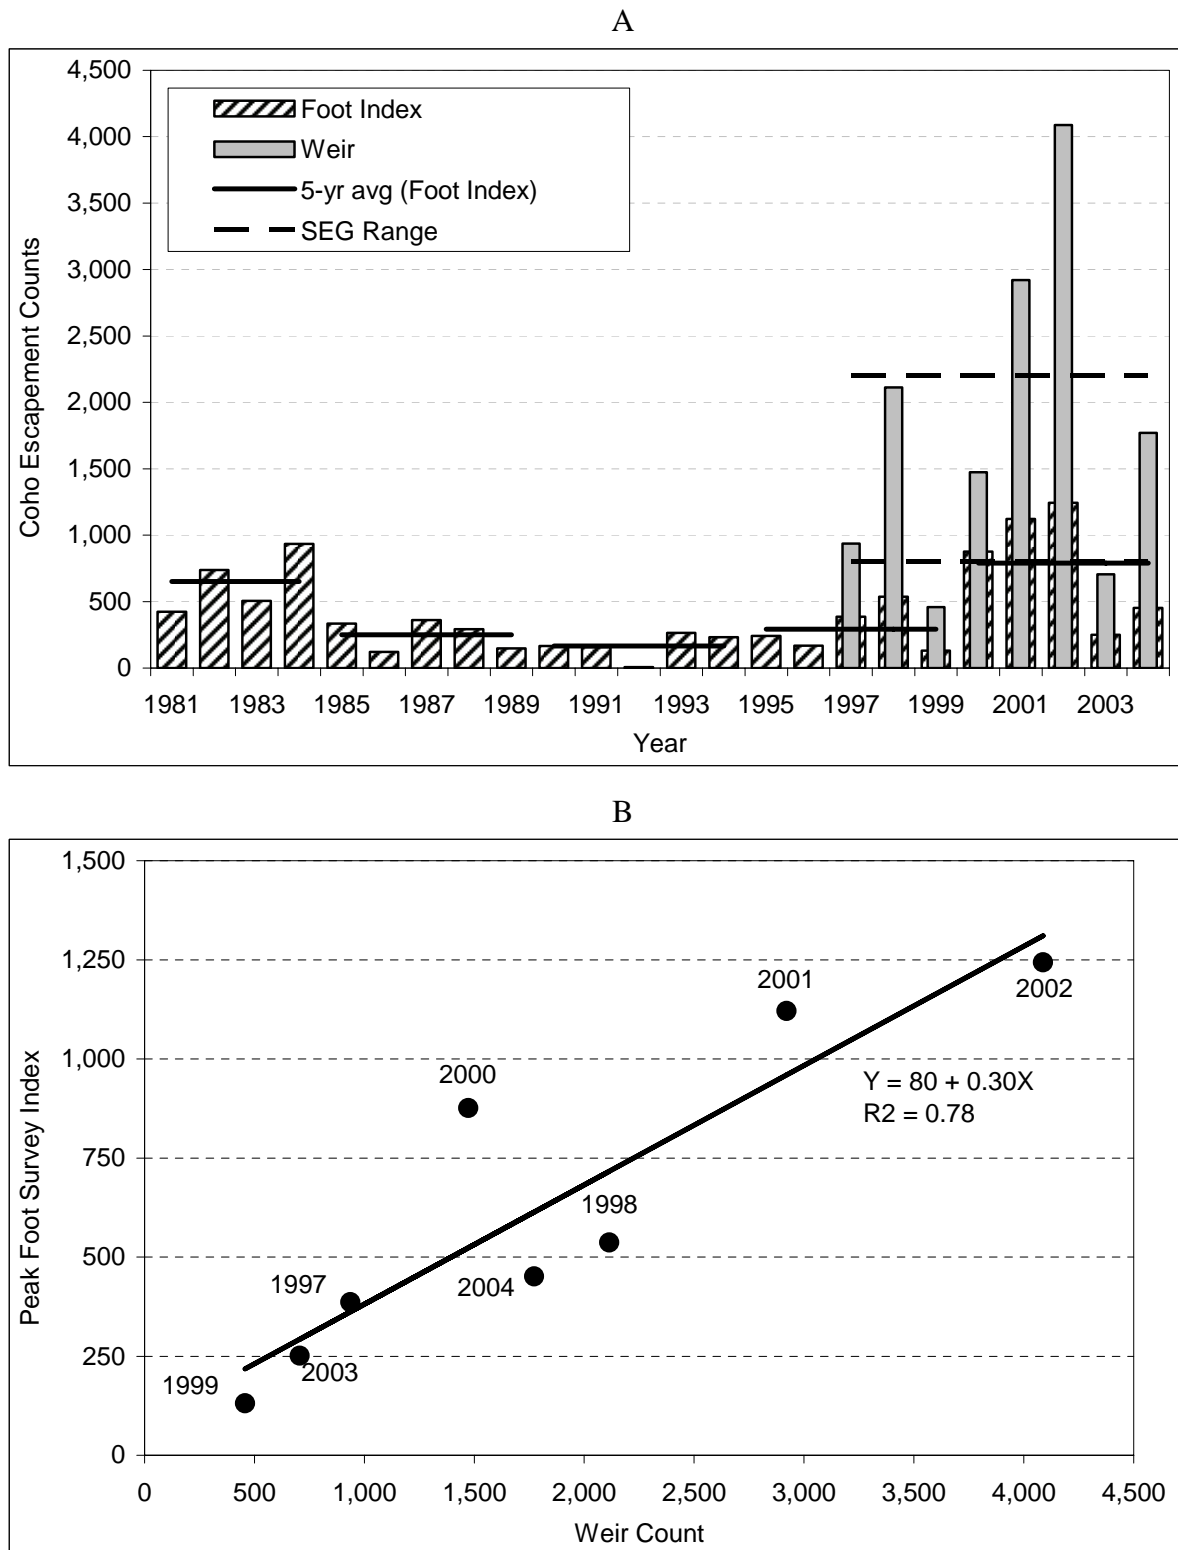 A
4,500
4,000
3,500
3,000
2,500
2,000
1,500
1,000
500
0
Coho Escapement Counts
Foot Index
Weir
5-yr avg (Foot Index)
SEG Range
1981 1983 1985 1987 1989 1991 1993 1995 1997 1999 2001 2003
Year
B
1,500
1,250
1,000
750
500
250
0
Peak Foot Survey Index
2001
2002
2000
Y = 80 + 0.30X
R2 = 0.78
1998
1997
2004
2003
1999
0 500 1,000 1,500 2,000 2,500 3,000 3,500 4,000 4,500
Weir Count